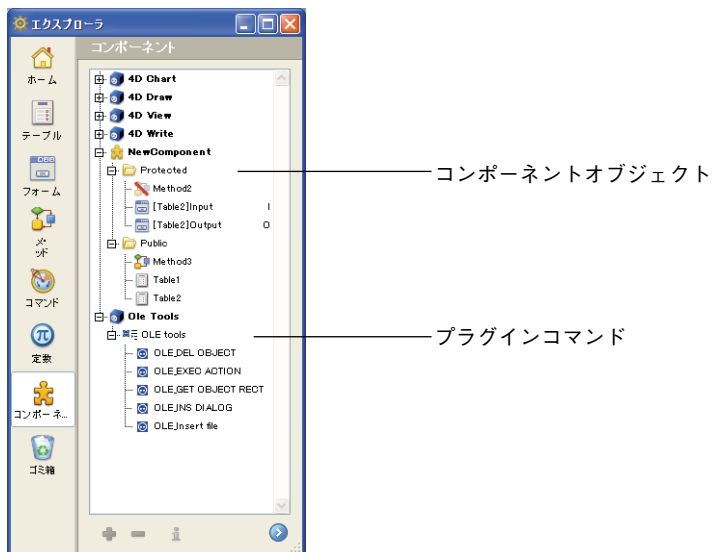 エクスプローラ
コンポーネント
ホーム
テーブル
フォーム
メソッド
コマンド
定数
コンポーネ...
ゴミ箱
4D Chart
4D Draw
4D View
4D Write
NewComponent
Protected
Method2
[Table2]Input I
[Table2]Output O
Public
Method3
Table1
Table2
Ole Tools
OLE tools
OLE_DEL OBJECT
OLE_EXEC ACTION
OLE_GET OBJECT RECT
OLE_INS DIALOG
OLE_Insert file
コンポーネントオブジェクト
プラグインコマンド